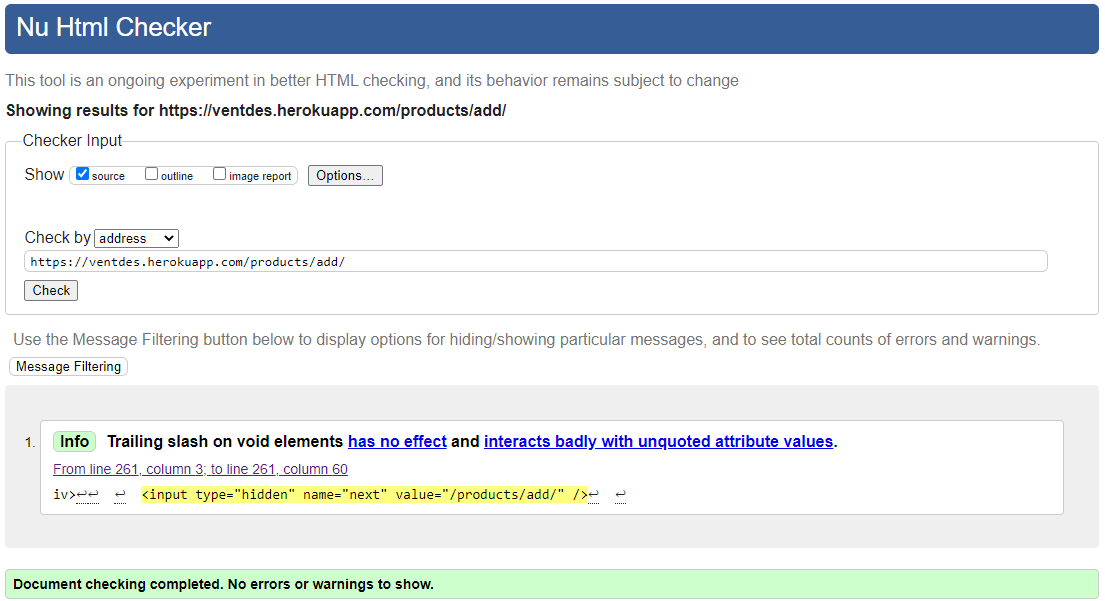 Nu Html Checker
This tool is an ongoing experiment in better HTML checking, and its behavior remains subject to change
Showing results for https://ventdes.herokuapp.com/products/add/
Checker Input
Show source outline image report Options...
Check by address
https://ventdes.herokuapp.com/products/add/
Check
Use the Message Filtering button below to display options for hiding/showing particular messages, and to see total counts of errors and warnings.
Message Filtering
1. Info Trailing slash on void elements has no effect and interacts badly with unquoted attribute values.
From line 261, column 3; to line 261, column 60
iv>↩↩ ↩ <input type="hidden" name="next" value="/products/add/" />↩ ↩
Document checking completed. No errors or warnings to show.